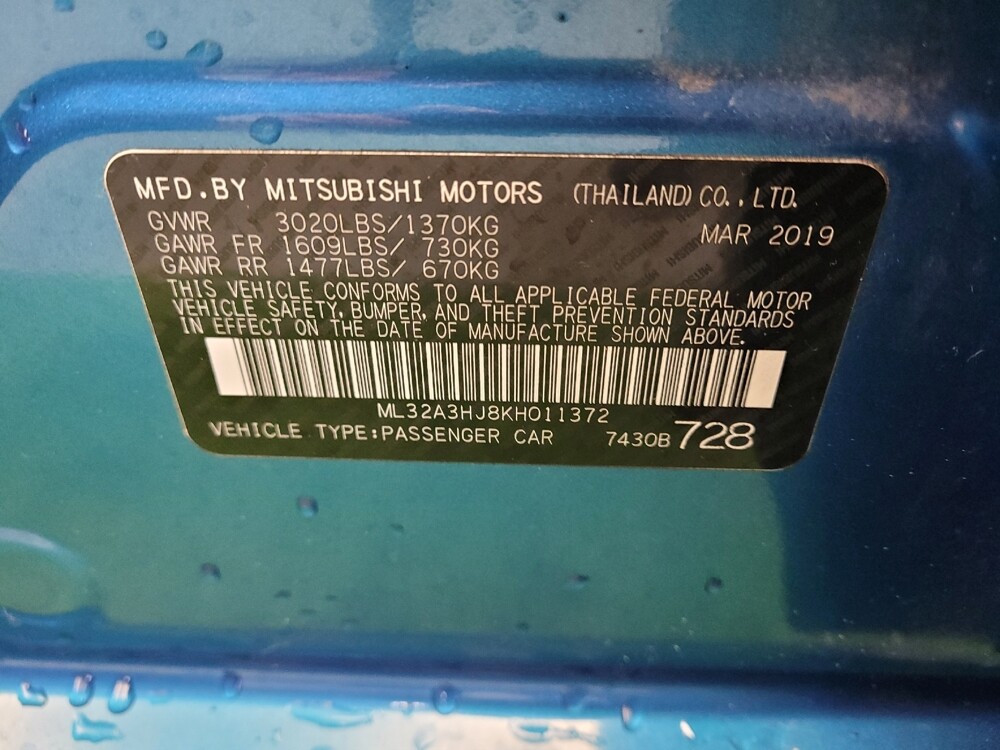 MFD.BY MITSUBISHI MOTORS (THAILAND) CO.,LTD.
GVWR 3020LBS/1370KG MAR 2019
GAWR FR 1609LBS/ 730KG
GAWR RR 1477LBS/ 670KG
THIS VEHICLE CONFORMS TO ALL APPLICABLE FEDERAL MOTOR
VEHICLE SAFETY, BUMPER, AND THEFT PREVENTION STANDARDS
IN EFFECT ON THE DATE OF MANUFACTURE SHOWN ABOVE.
ML32A3HJ8KH011372
VEHICLE TYPE:PASSENGER CAR 7430B 728